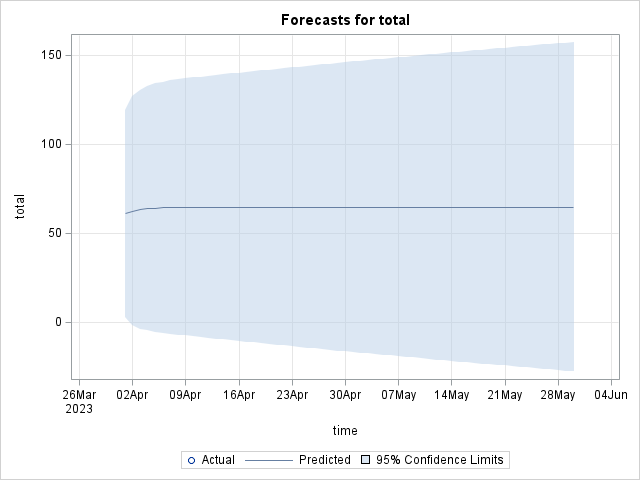 Forecasts for total
150
100
50
0
total
26Mar 02Apr 09Apr 16Apr 23Apr 30Apr 07May 14May 21May 28May 04Jun
2023
time
Actual Predicted 95% Confidence Limits